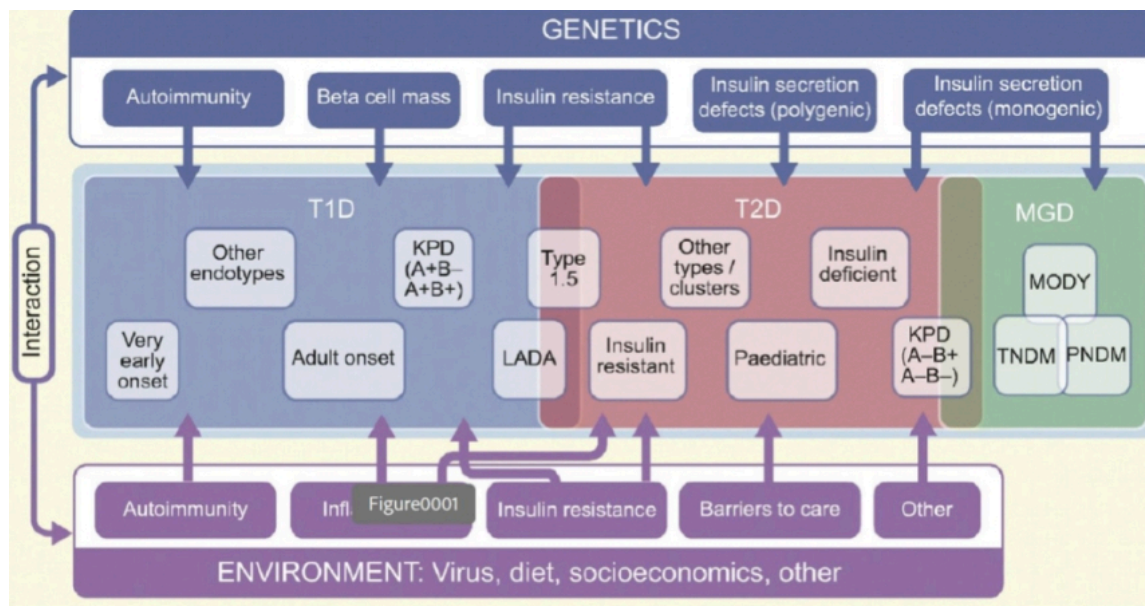 GENETICS
Autoimmunity
Beta cell mass
Insulin resistance
Insulin secretion
defects (polygenic)
Insulin secretion
defects (monogenic)
Interaction
T1D
T2D
MGD
Other
endotypes
KPD
(A+B–
A+B+)
Type
1.5
Other
types /
clusters
Insulin
deficient
MODY
Very
early
onset
Adult onset
LADA
Insulin
resistant
Paediatric
KPD
(A–B+
A–B–)
TNDM
PNDM
Autoimmunity
Figure0001
Insulin resistance
Barriers to care
Other
ENVIRONMENT: Virus, diet, socioeconomics, other